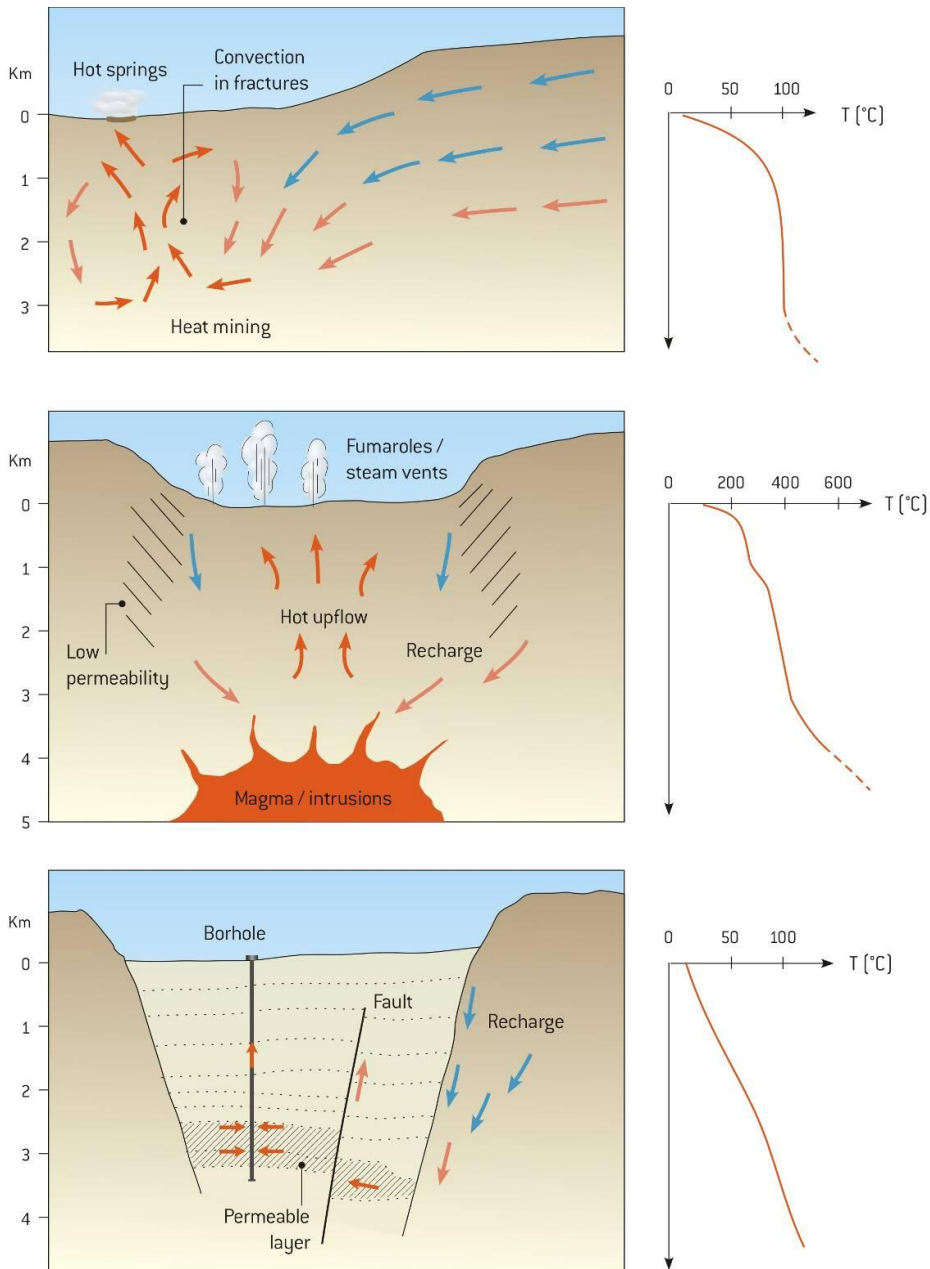 Km
Hot springs
Convection
in fractures
0
1
2
3
Heat mining
0 50 100
T (°C)
Km
Fumaroles /
steam vents
0
1
2
3
4
5
Hot upflow
Low
permeability
Recharge
Magma / intrusions
0 200 400 600
T (°C)
Km
Borehole
0
1
2
3
4
Fault
Recharge
Permeable
layer
0 50 100
T (°C)